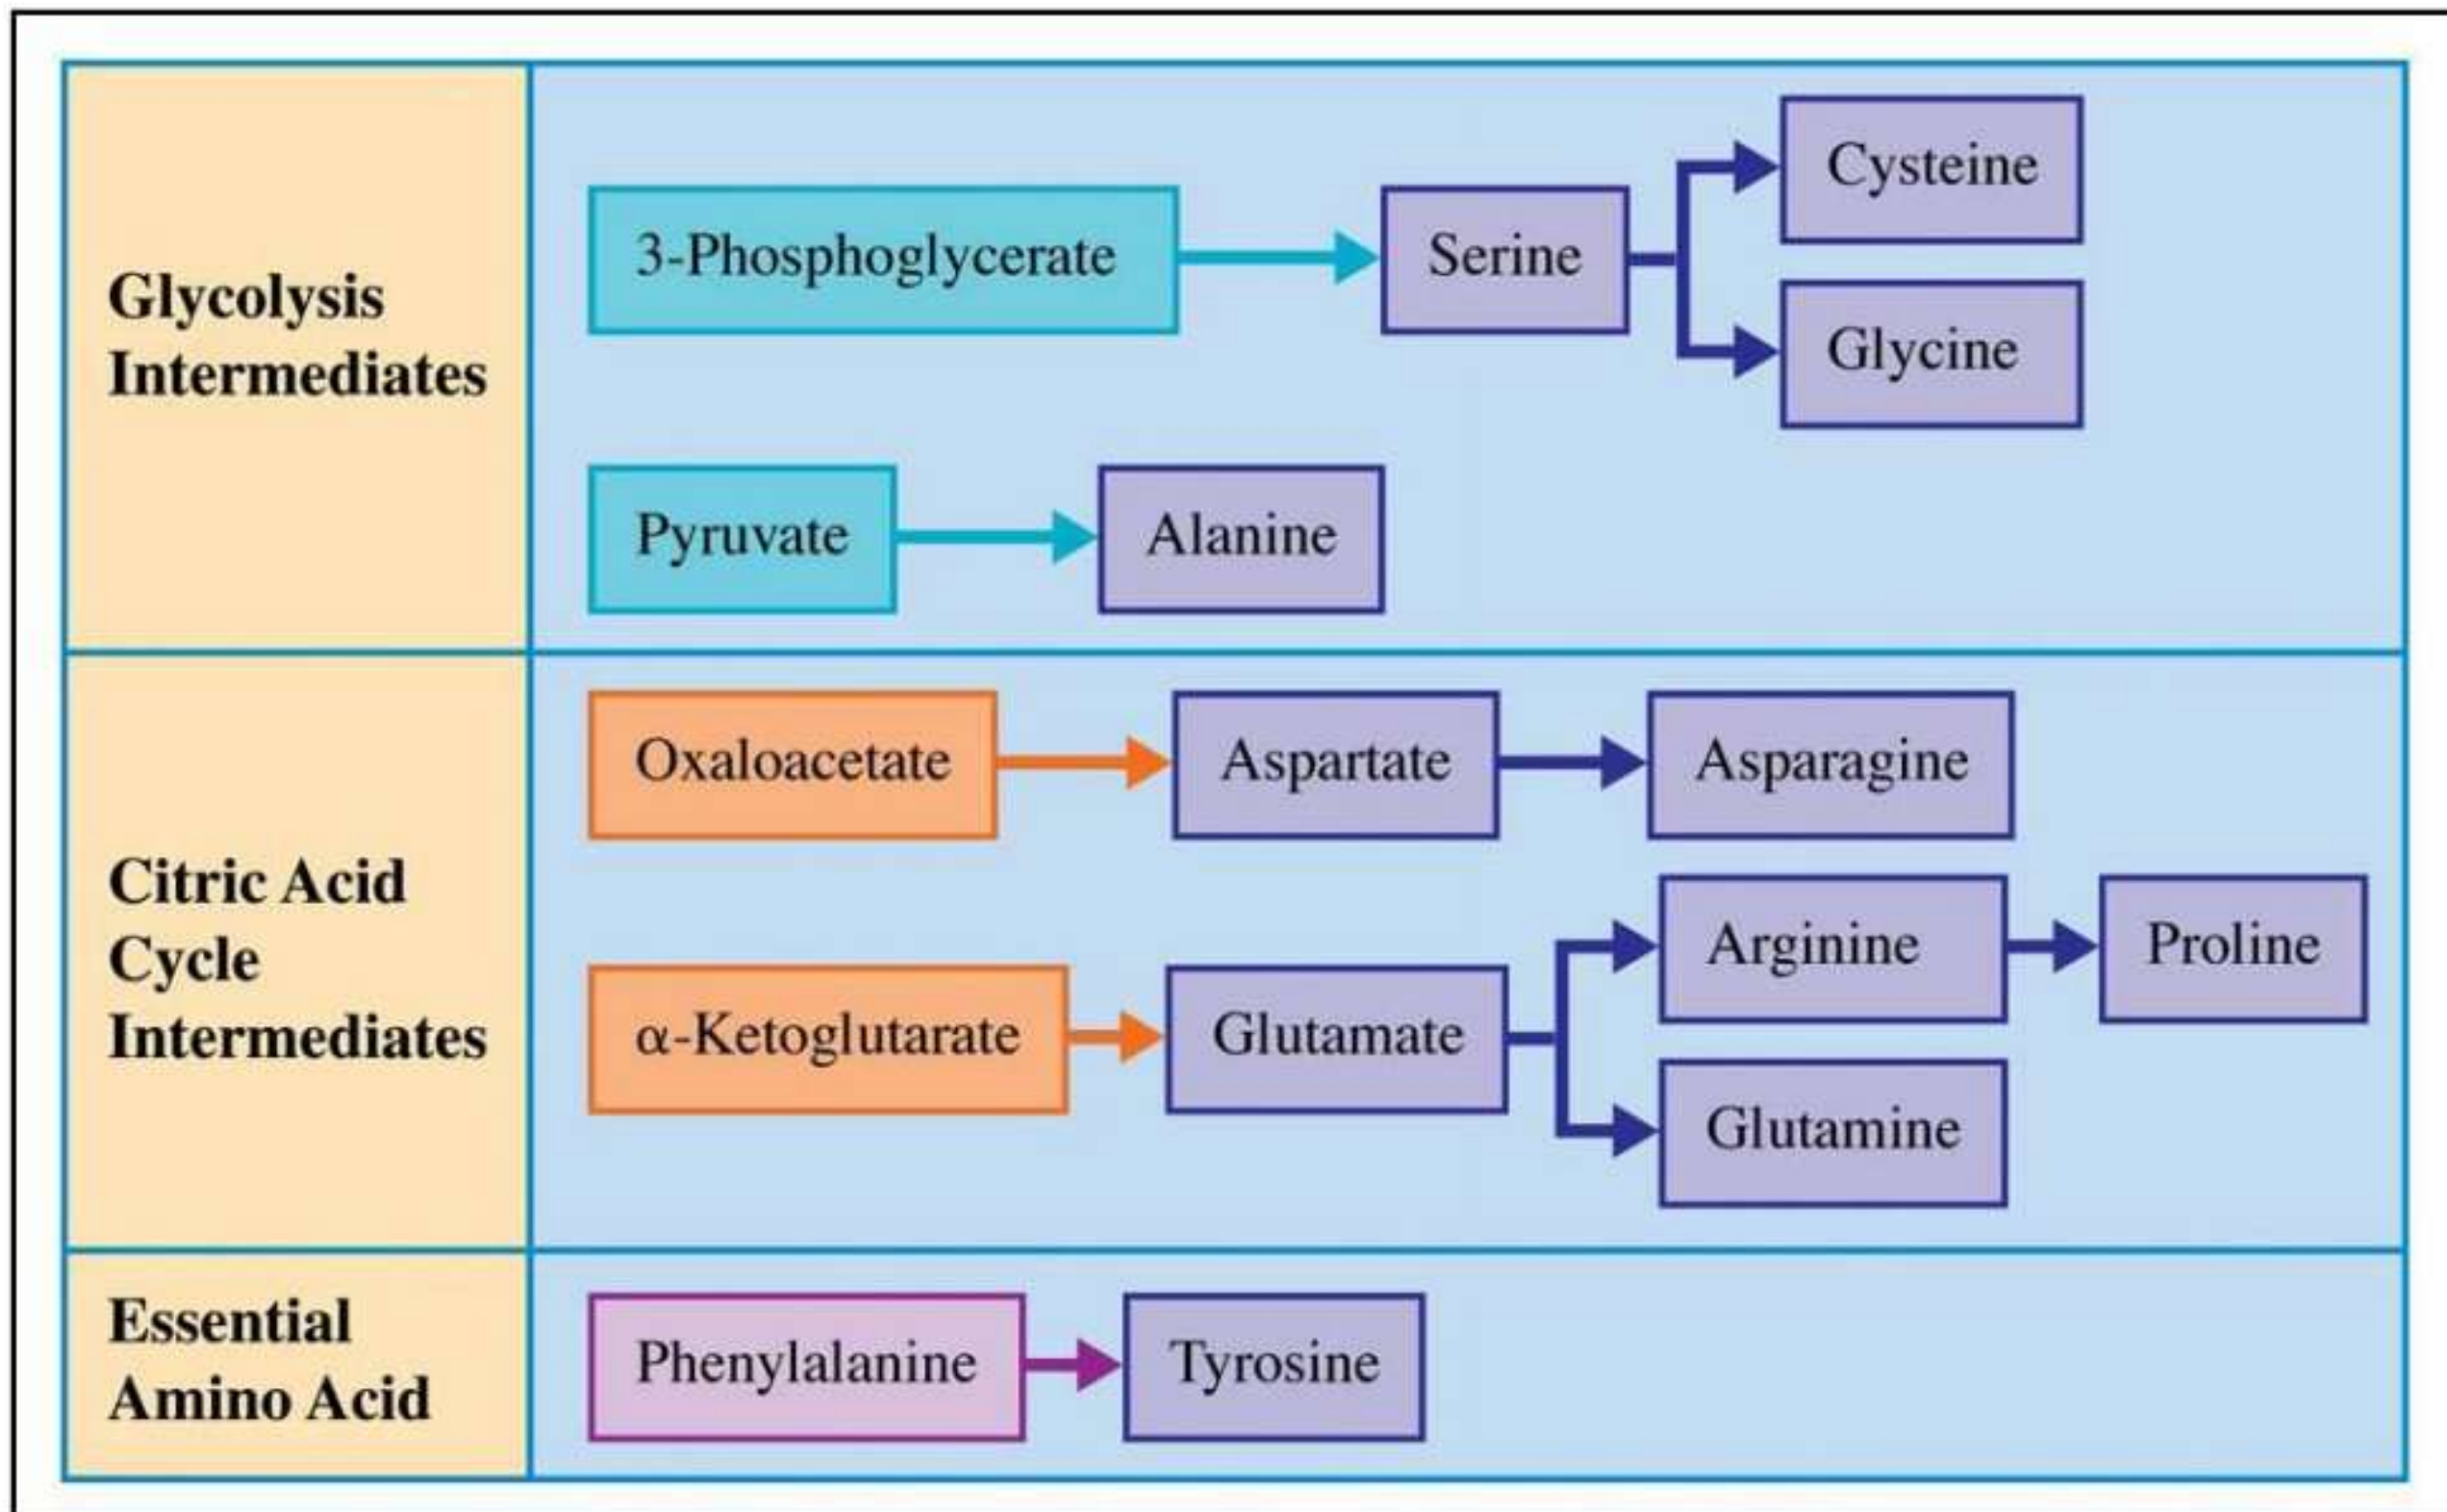 Glycolysis
Intermediates
3-Phosphoglycerate
Serine
Cysteine
Glycine
Pyruvate
Alanine
Citric Acid
Cycle
Intermediates
Oxaloacetate
Aspartate
Asparagine
α-Ketoglutarate
Glutamate
Arginine
Proline
Glutamine
Essential
Amino Acid
Phenylalanine
Tyrosine